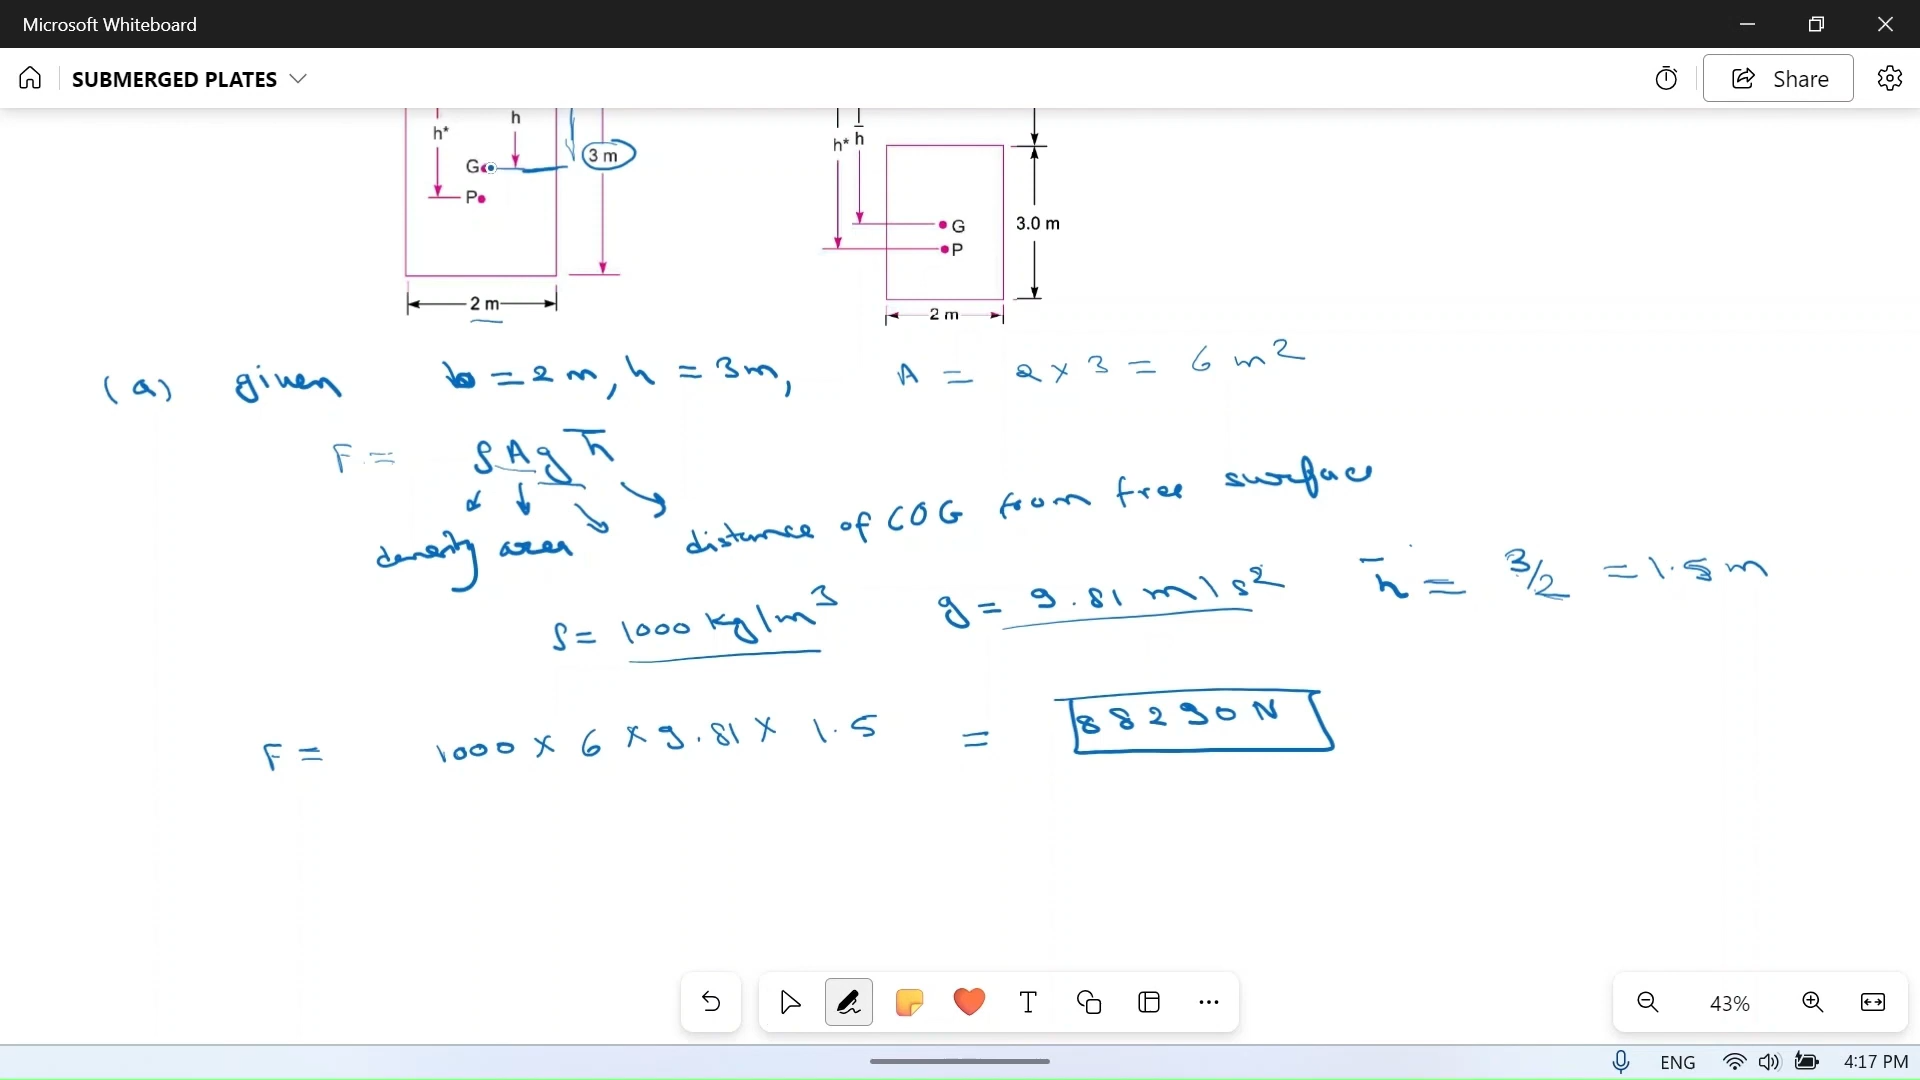 Microsoft Whiteboard
SUBMERGED PLATES
Share
h*
h
3 m
G
P
2 m
h* h
G
P
3.0 m
2 m
(a) given b = 2 m, h = 3m, A = 2 x 3 = 6 m2
F = ρ A g h̅
density area distance of COG from free surface
ρ = 1000 kg/m3 g = 9.81 m/s2 h̅ = 3/2 = 1.5 m
F = 1000 x 6 x 9.81 x 1.5 = 88290 N
T
43%
ENG 4:17 PM